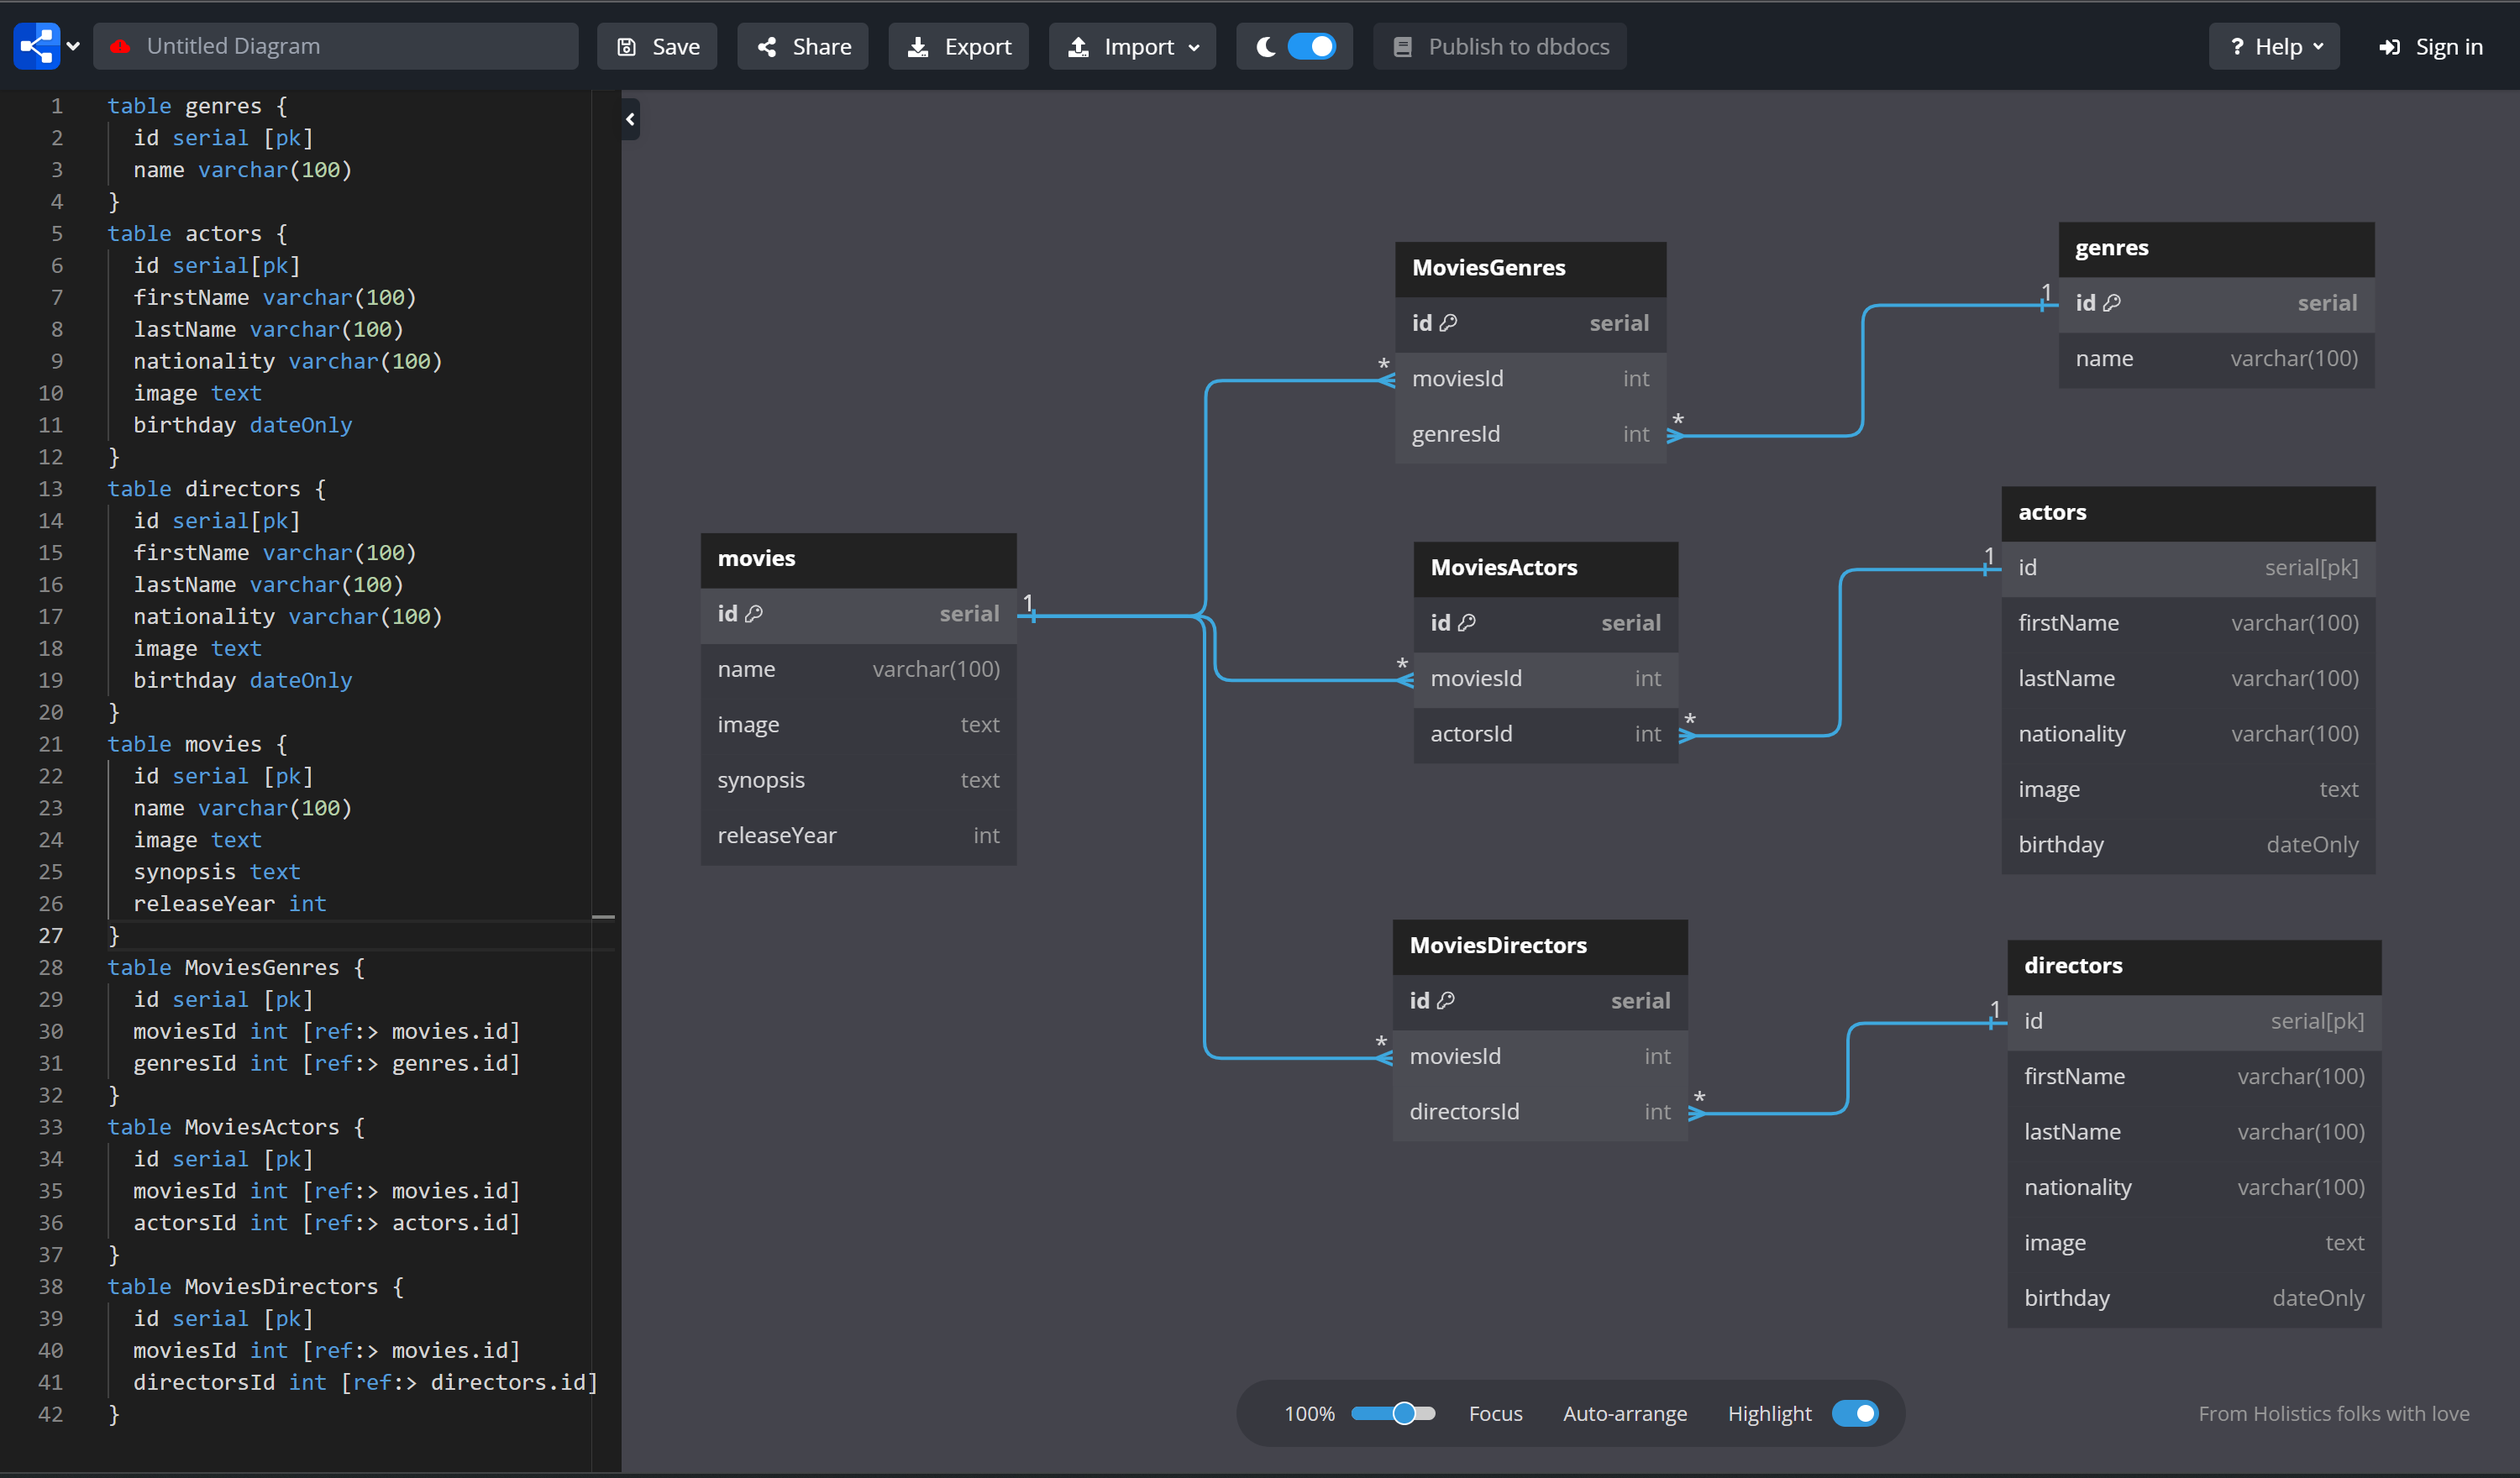 Untitled Diagram
Save
Share
Export
Import
Publish to dbdocs
? Help
Sign in
1 table genres {
2 id serial [pk]
3 name varchar(100)
4 }
5 table actors {
6 id serial[pk]
7 firstName varchar(100)
8 lastName varchar(100)
9 nationality varchar(100)
10 image text
11 birthday dateOnly
12 }
13 table directors {
14 id serial[pk]
15 firstName varchar(100)
16 lastName varchar(100)
17 nationality varchar(100)
18 image text
19 birthday dateOnly
20 }
21 table movies {
22 id serial [pk]
23 name varchar(100)
24 image text
25 synopsis text
26 releaseYear int
27 }
28 table MoviesGenres {
29 id serial [pk]
30 moviesId int [ref:> movies.id]
31 genresId int [ref:> genres.id]
32 }
33 table MoviesActors {
34 id serial [pk]
35 moviesId int [ref:> movies.id]
36 actorsId int [ref:> actors.id]
37 }
38 table MoviesDirectors {
39 id serial [pk]
40 moviesId int [ref:> movies.id]
41 directorsId int [ref:> directors.id]
42 }
movies
id serial
name varchar(100)
image text
synopsis text
releaseYear int
1
MoviesGenres
id serial
* moviesId int
genresId int *
MoviesActors
id serial
* moviesId int
actorsId int *
MoviesDirectors
id serial
* moviesId int
directorsId int *
genres
1 id serial
name varchar(100)
actors
1 id serial[pk]
firstName varchar(100)
lastName varchar(100)
nationality varchar(100)
image text
birthday dateOnly
directors
1 id serial[pk]
firstName varchar(100)
lastName varchar(100)
nationality varchar(100)
image text
birthday dateOnly
100% Focus Auto-arrange Highlight
From Holistics folks with love